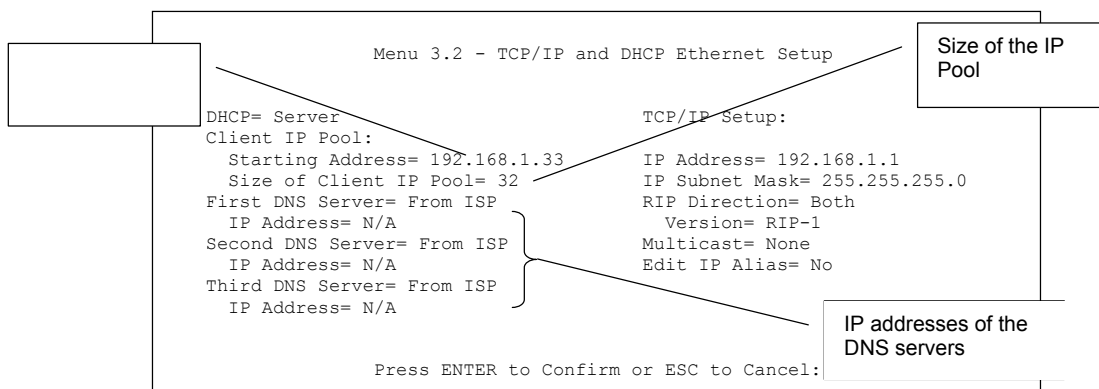 Menu 3.2 - TCP/IP and DHCP Ethernet Setup
Size of the IP
Pool
DHCP= Server
Client IP Pool:
Starting Address= 192.168.1.33
Size of Client IP Pool= 32
First DNS Server= From ISP
IP Address= N/A
Second DNS Server= From ISP
IP Address= N/A
Third DNS Server= From ISP
IP Address= N/A
TCP/IP Setup:
IP Address= 192.168.1.1
IP Subnet Mask= 255.255.255.0
RIP Direction= Both
Version= RIP-1
Multicast= None
Edit IP Alias= No
IP addresses of the
DNS servers
Press ENTER to Confirm or ESC to Cancel: